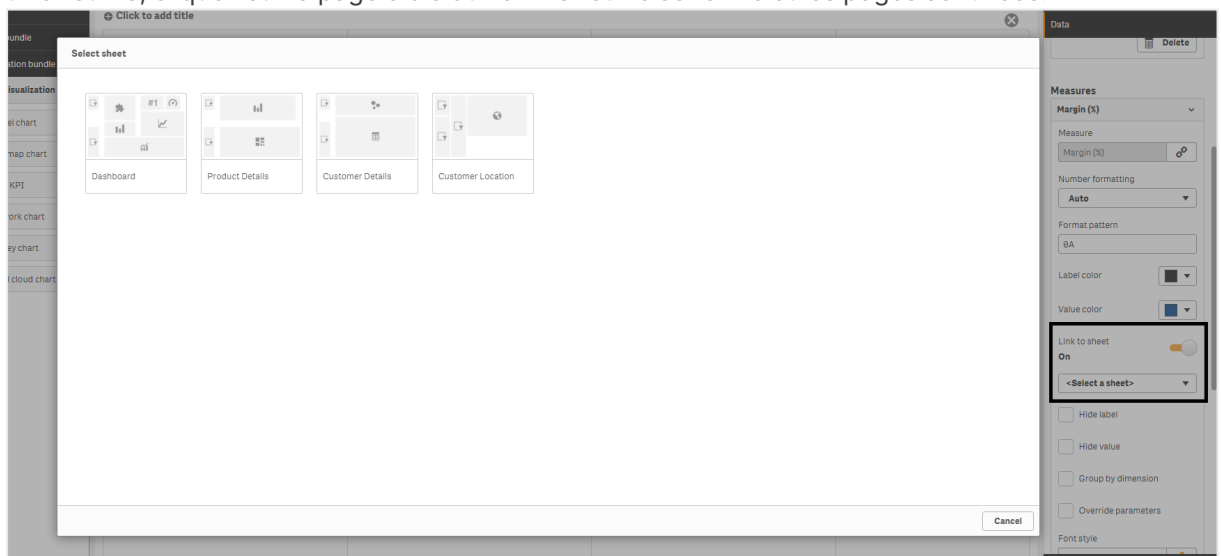 Click to add title
Data
bundle
ation bundle
isualization
el chart
map chart
KPI
ork chart
ey chart
cloud chart
Select sheet
#1
Dashboard
Product Details
Customer Details
Customer Location
Cancel
Delete
Measures
Margin (%)
Measure
Margin (%)
Number formatting
Auto
Format pattern
0A
Label color
Value color
Link to sheet
On
<Select a sheet>
Hide label
Hide value
Group by dimension
Override parameters
Font style